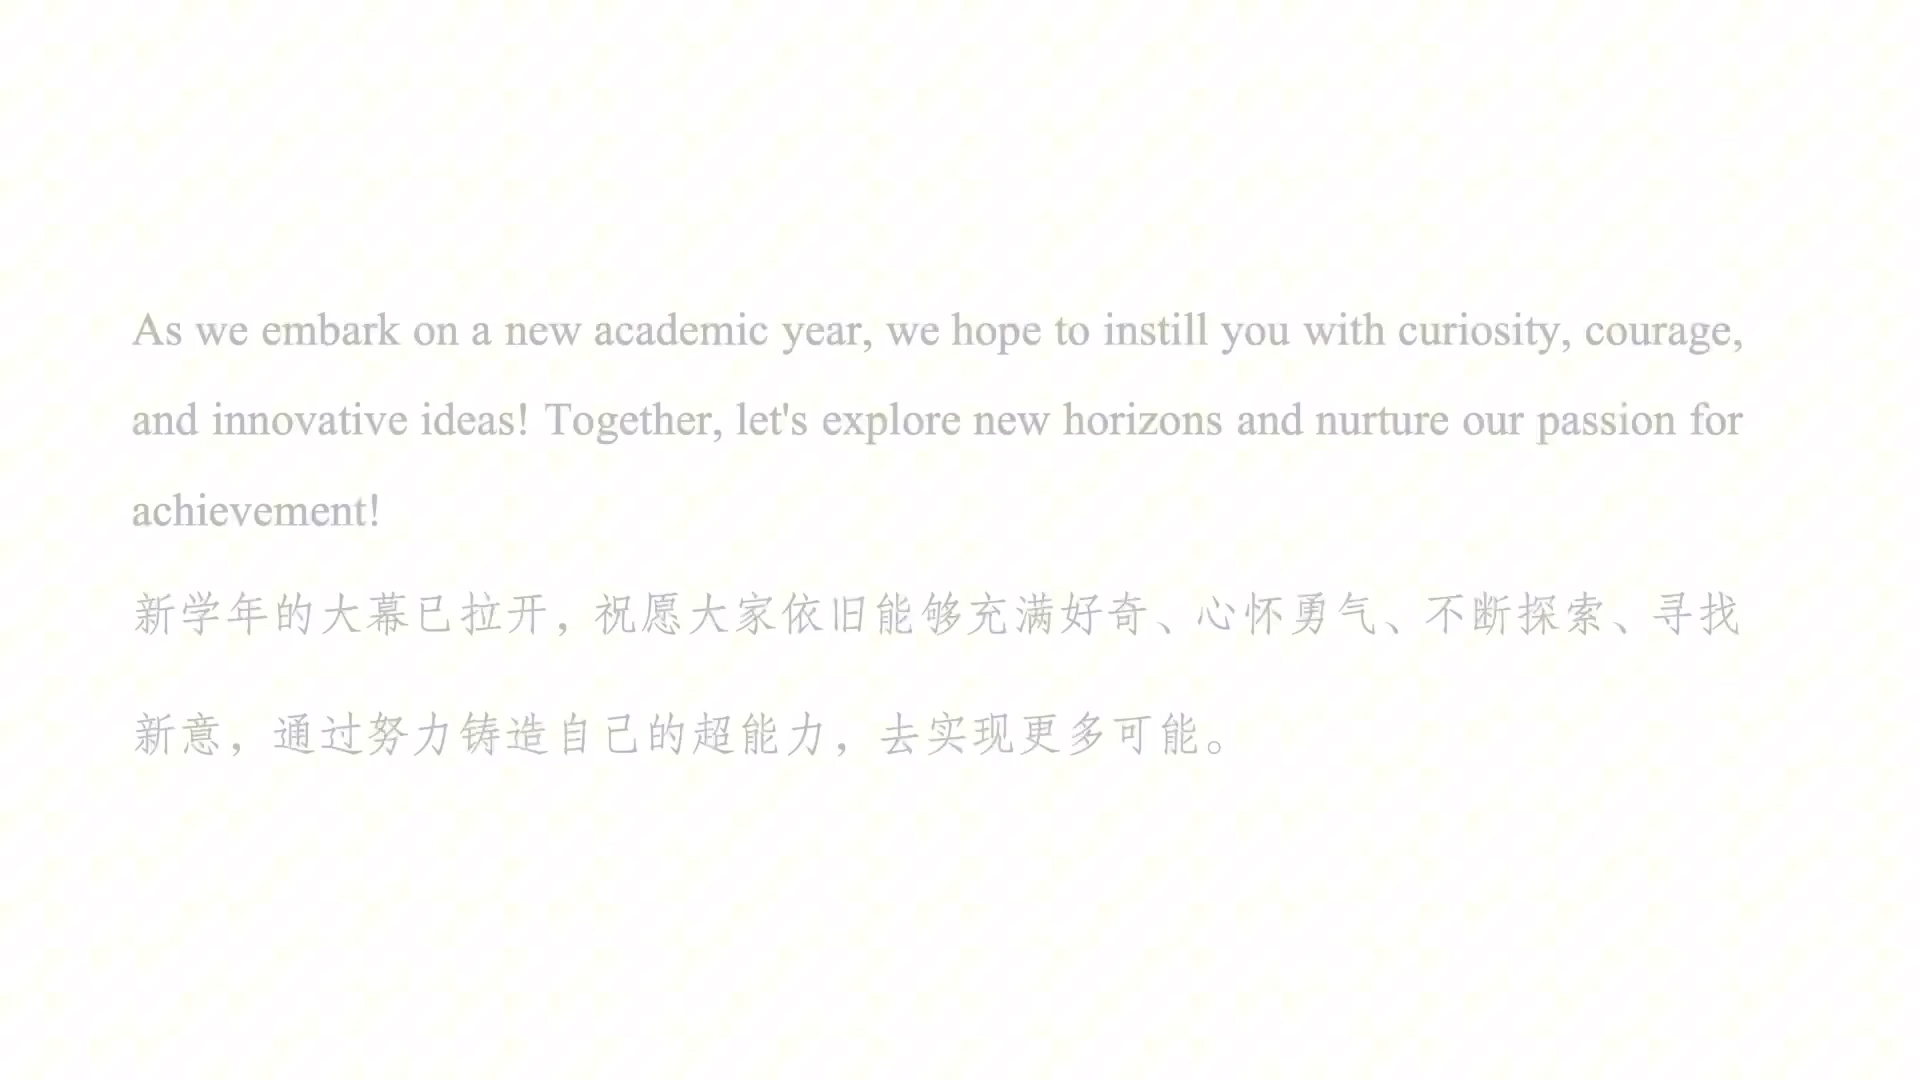 As we embark on a new academic year, we hope to instill you with curiosity, courage,
and innovative ideas! Together, let's explore new horizons and nurture our passion for
achievement!
新学年的大幕已拉开，祝愿大家依旧能够充满好奇、心怀勇气、不断探索、寻找
新意，通过努力铸造自己的超能力，去实现更多可能。